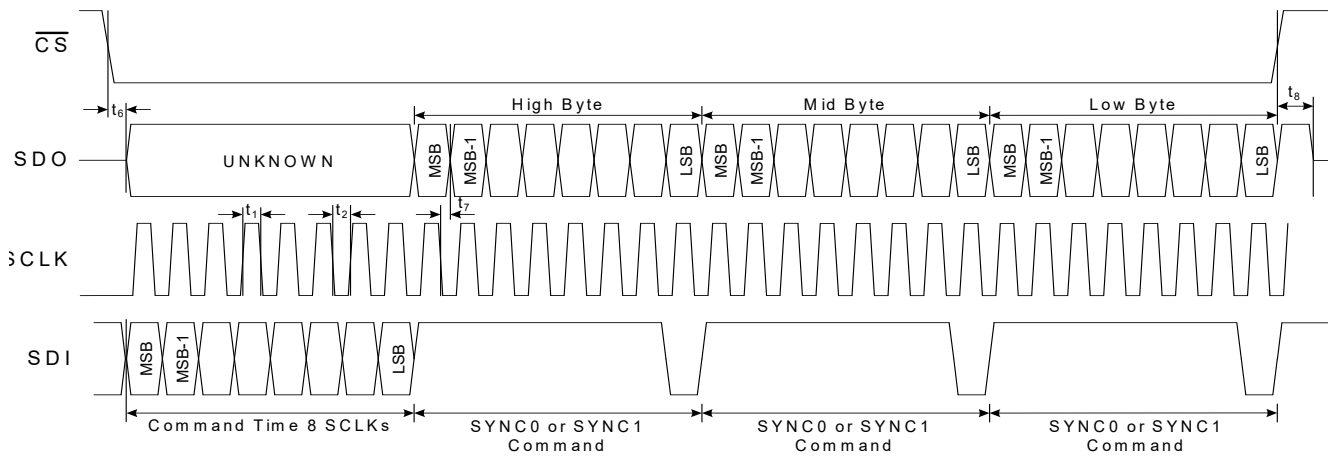 CS
t6
High Byte
Mid Byte
Low Byte
t8
SDO
UNKNOWN
MSB
MSB-1
LSB
MSB
MSB-1
LSB
MSB
MSB-1
LSB
t1
t2
t7
SCLK
SDI
MSB
MSB-1
LSB
Command Time 8 SCLKs
SYNC0 or SYNC1
Command
SYNC0 or SYNC1
Command
SYNC0 or SYNC1
Command